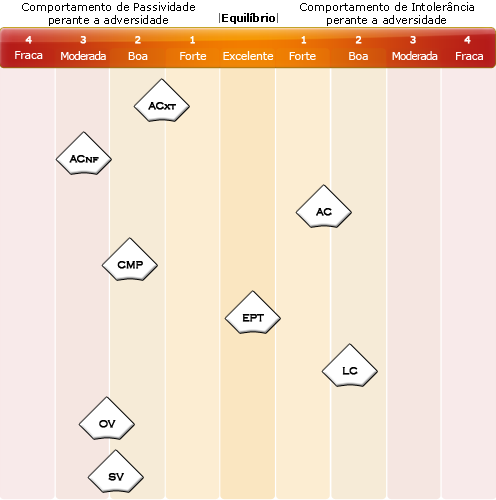 Comportamento de Passividade
perante a adversidade
|Equilíbrio|
Comportamento de Intolerância
perante a adversidade
4 3 2 1 1 2 3 4
Fraca Moderada Boa Forte Excelente Forte Boa Moderada Fraca
ACXT
ACNF
AC
CMP
EPT
LC
OV
SV